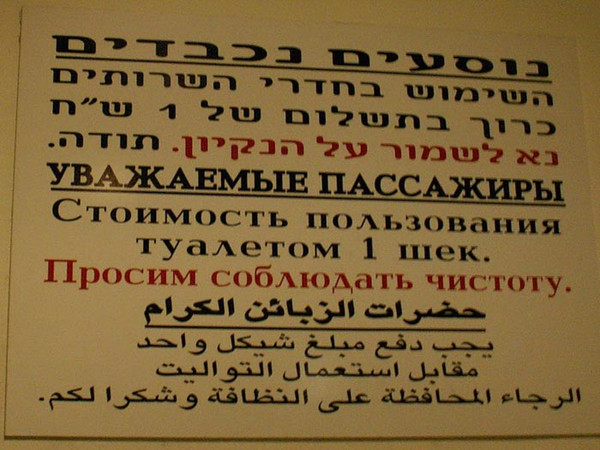 נוסעים נכבדים
השימוש בחדרי השרותים
כרוך בתשלום של 1 ש״ח
נא לשמור על הנקיון. תודה.
УВАЖАЕМЫЕ ПАССАЖИРЫ
Стоимость пользования
туалетом 1 шек.
Просим соблюдать чистоту.
حضرات الزبائن الكرام
يجب دفع مبلغ شيكل واحد
مقابل استعمال التواليت
الرجاء المحافظة على النظافة وشكرا لكم.